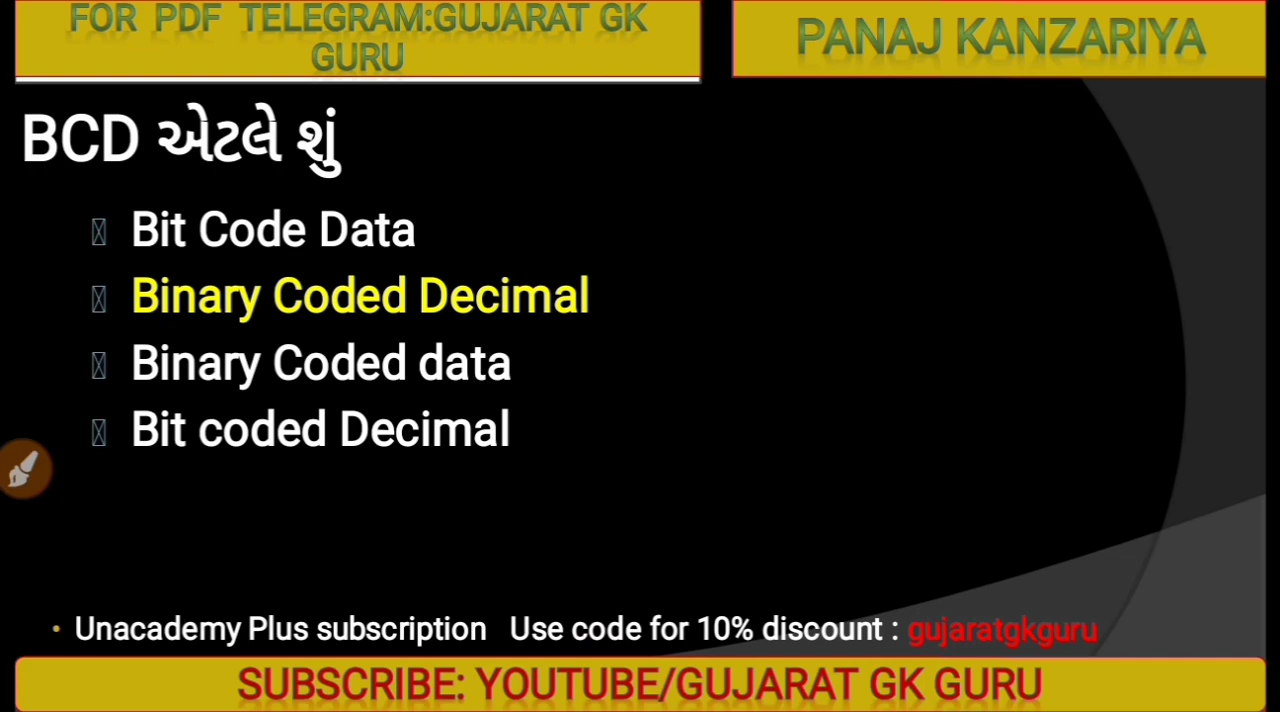 FOR PDF TELEGRAM:GUJARAT GK
GURU
PANAJ KANZARIYA
BCD એટલે શું
Bit Code Data
Binary Coded Decimal
Binary Coded data
Bit coded Decimal
• Unacademy Plus subscription Use code for 10% discount : gujaratgkguru
SUBSCRIBE: YOUTUBE/GUJARAT GK GURU